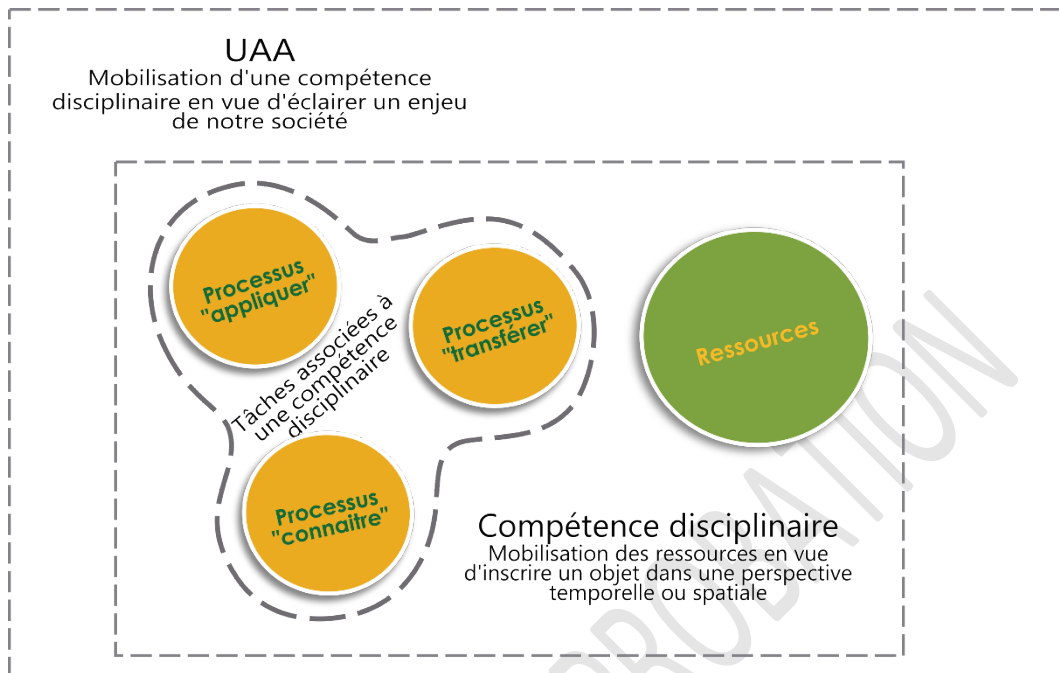 UAA
Mobilisation d'une compétence
disciplinaire en vue d'éclairer un enjeu
de notre société
Processus
"appliquer"
Processus
"transférer"
Ressources
Tâches associées à
une compétence
disciplinaire
Processus
"connaitre"
Compétence disciplinaire
Mobilisation des ressources en vue
d'inscrire un objet dans une perspective
temporelle ou spatiale
PROBATION